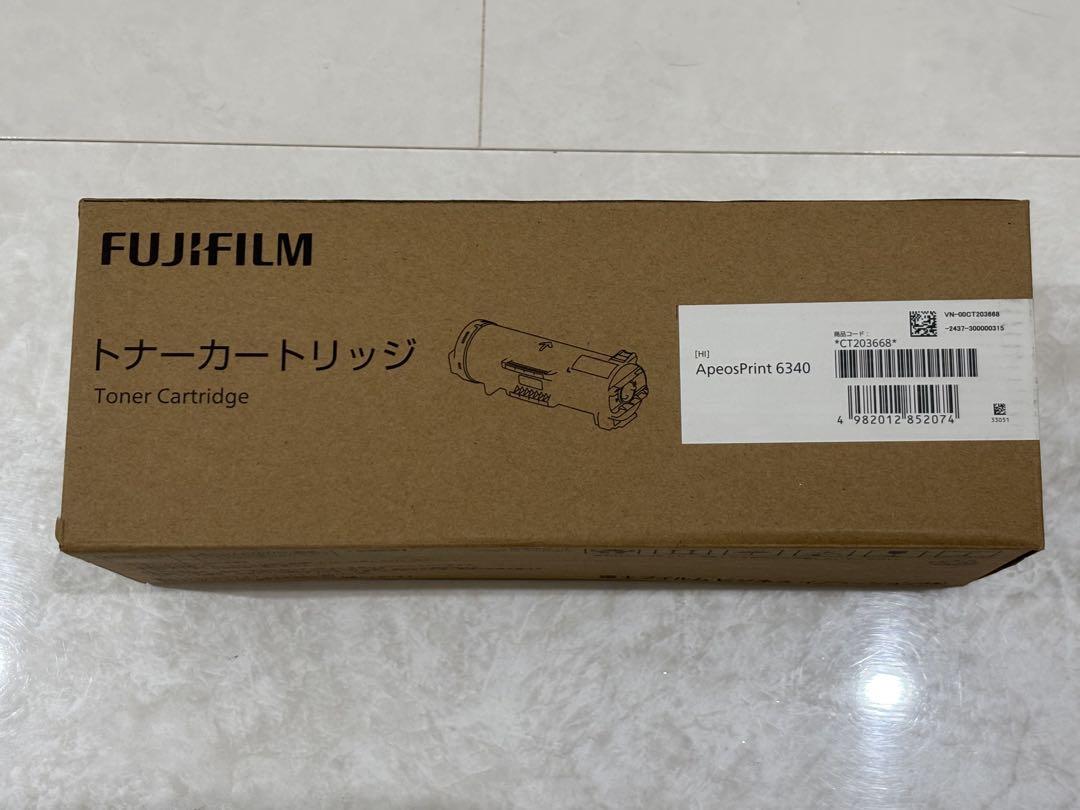 FUJIFILM
トナーカートリッジ
Toner Cartridge
[HI]
ApeosPrint 6340
VN-00CT203668
-2437-300000315
商品コード：
*CT203668*
4 982012 852074
33051